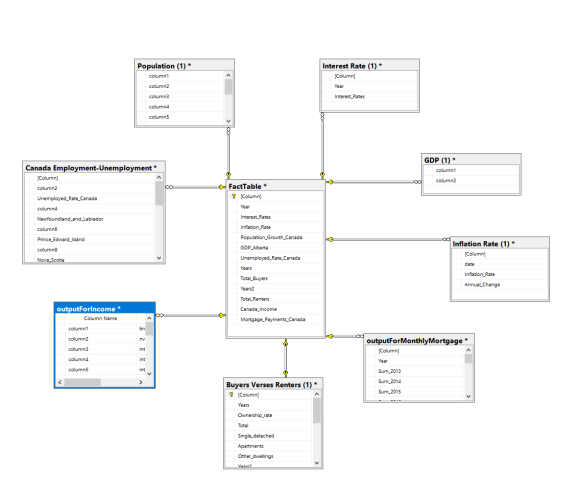 Population (1) *
column1
column2
column3
column4
column5
Interest Rate (1) *
[Column]
Year
Interest_Rates
Canada Employment-Unemployment *
[Column]
column2
Unemployed_Rate_Canada
column4
Newfoundland_and_Labrador
column6
Prince_Edward_Island
column8
Nova_Scotia
FactTable *
[Column]
Year
Interest_Rates
Inflation_Rate
Population_Growth_Canada
GDP_Alberta
Unemployed_Rate_Canada
Years
Total_Buyers
Years2
Total_Renters
Canada_Income
Mortgage_Payments_Canada
GDP (1) *
column1
column2
Inflation Rate (1) *
[Column]
date
Inflation_Rate
Annual_Change
outputForIncome *
Column Name
column1
column2
column3 int
column4 int
column5 int
outputForMonthlyMortgage *
[Column]
Year
Sum_2013
Sum_2014
Sum_2015
Buyers Verses Renters (1) *
[Column]
Years
Ownership_rate
Total
Single_detached
Apartments
Other_dwellings
Years2